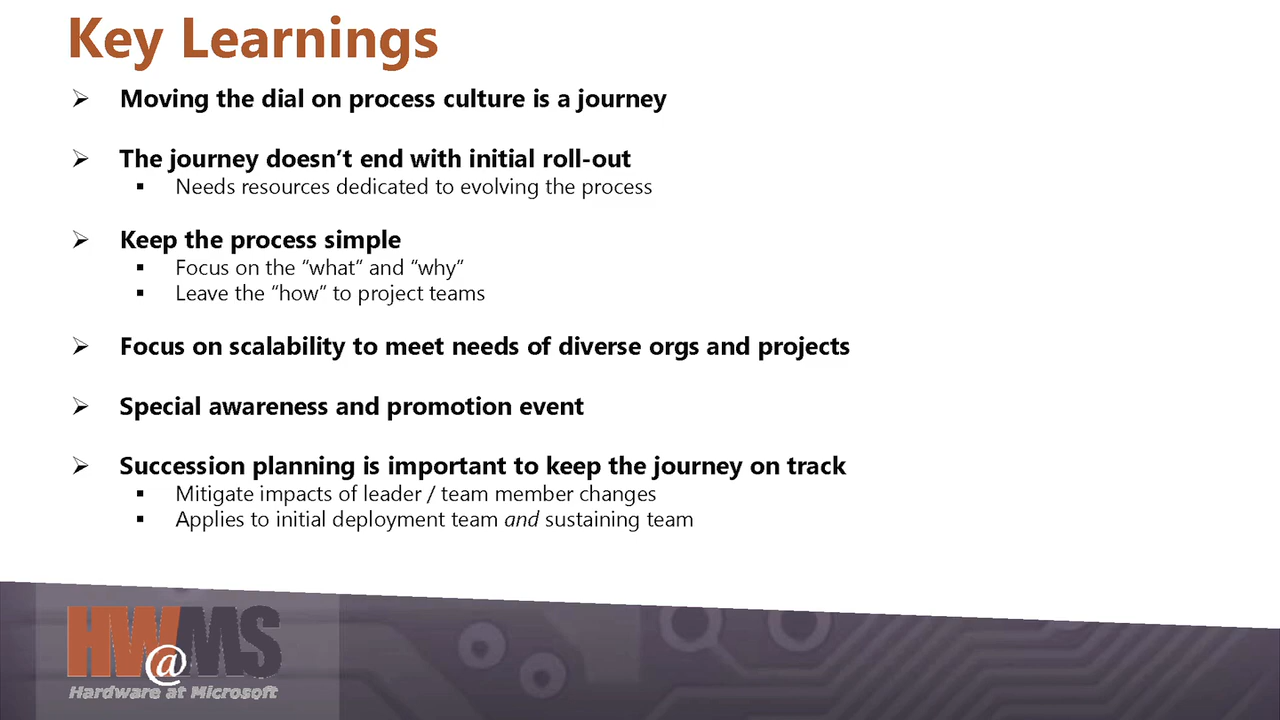 Key Learnings
Moving the dial on process culture is a journey
The journey doesn’t end with initial roll-out
Needs resources dedicated to evolving the process
Keep the process simple
Focus on the “what“ and “why”
Leave the “how” to project teams
Focus on scalability to meet needs of diverse orgs and projects
Special awareness and promotion event
Succession planning is important to keep the journey on track
Mitigate impacts of leader / team member changes
Applies to initial deployment team and sustaining team
HW@MS
Hardware at Microsoft